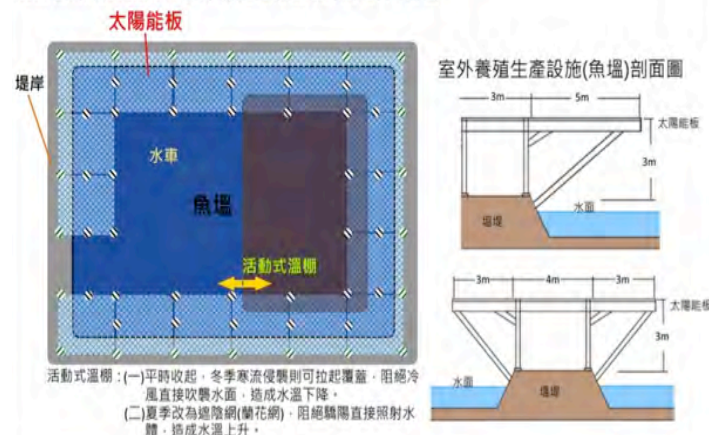 太陽能板
堤岸
水車
魚塭
活動式溫棚
活動式溫棚：(一)平時收起，冬季寒流侵襲則可拉起覆蓋，阻絕冷
風直接吹襲水面，造成水溫下降。
(二)夏季改為遮陰網(蘭花網)，阻絕驕陽直接照射水
體，造成水溫上升。
室外養殖生產設施(魚塭)剖面圖
3m
5m
太陽能板
3m
水面
塭堤
3m
4m
3m
太陽能板
3m
水面
塭堤